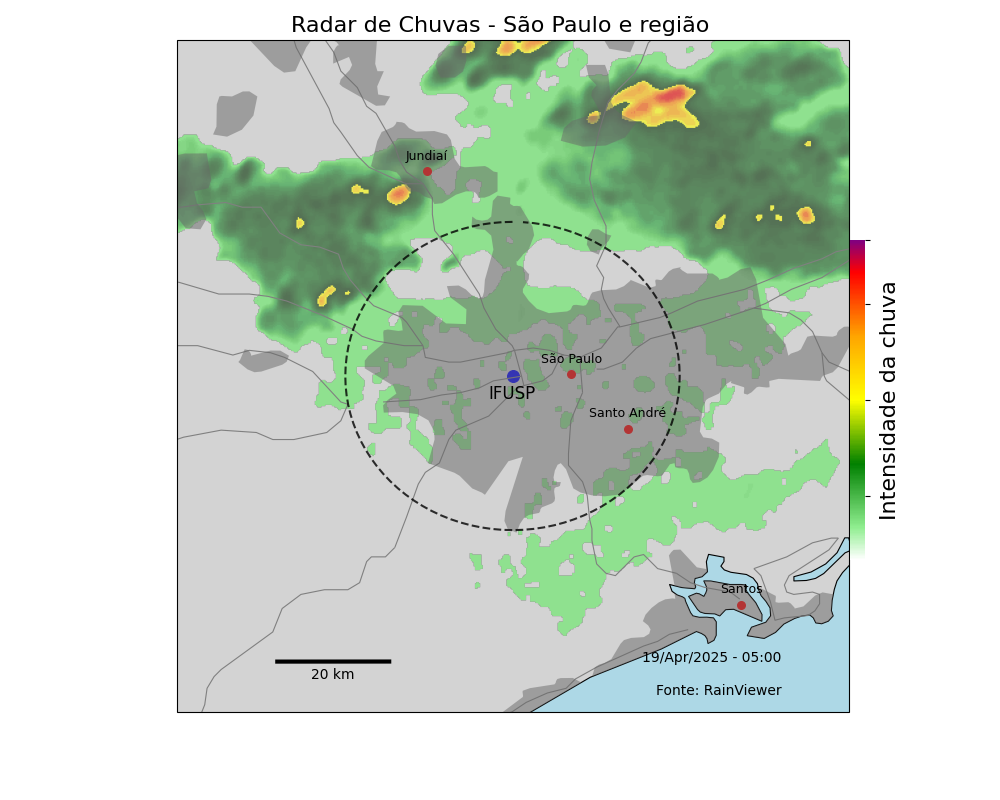 Radar de Chuvas - São Paulo e região
Jundiaí
São Paulo
IFUSP
Santo André
Santos
19/Apr/2025 - 05:00
20 km
Fonte: RainViewer
Intensidade da chuva